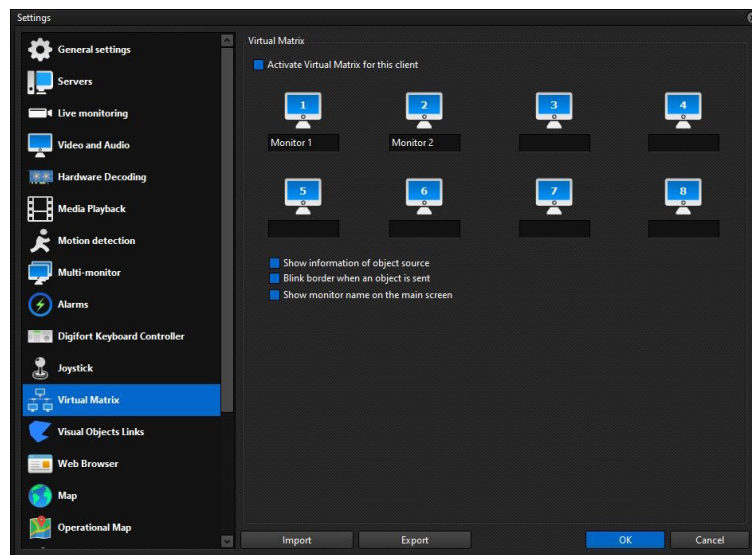 Settings
General settings
Servers
Live monitoring
Video and Audio
Hardware Decoding
Media Playback
Motion detection
Multi-monitor
Alarms
Digifort Keyboard Controller
Joystick
Virtual Matrix
Visual Objects Links
Web Browser
Map
Operational Map
Virtual Matrix
Activate Virtual Matrix for this client
1 2 3 4
Monitor 1 Monitor 2
5 6 7 8
Show information of object source
Blink border when an object is sent
Show monitor name on the main screen
Import Export OK Cancel